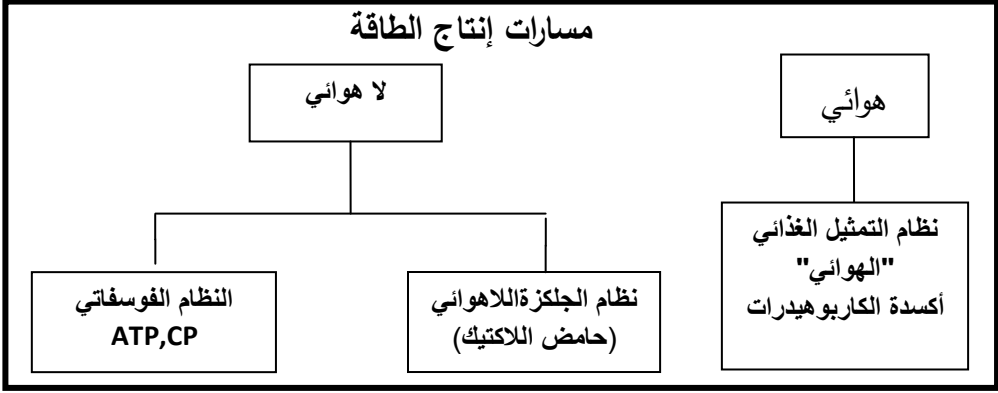 مسارات إنتاج الطاقة
هوائي
لا هوائي
نظام التمثيل الغذائي
"الهوائي"
أكسدة الكاربوهيدرات
نظام الجلكزةاللاهوائي
(حامض اللاكتيك)
النظام الفوسفاتي
ATP,CP